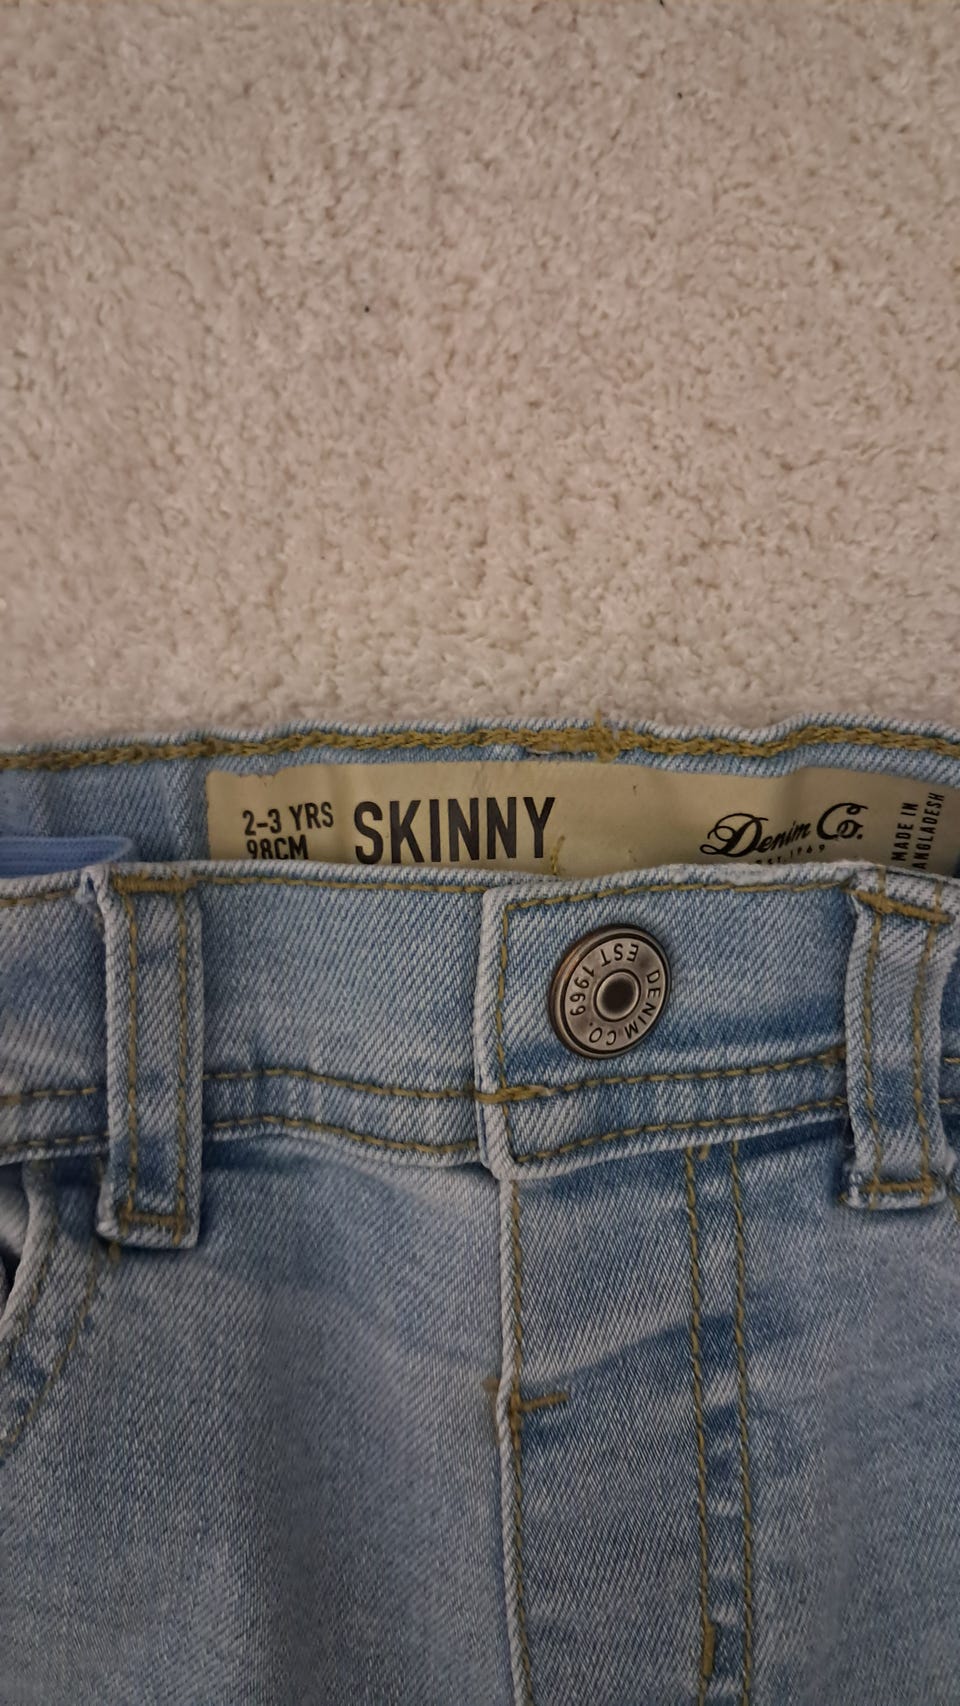 2-3 YRS
98CM
SKINNY
Denim Co.
EST. 1969
MADE IN
BANGLADESH
DENIM CO.
EST 1969